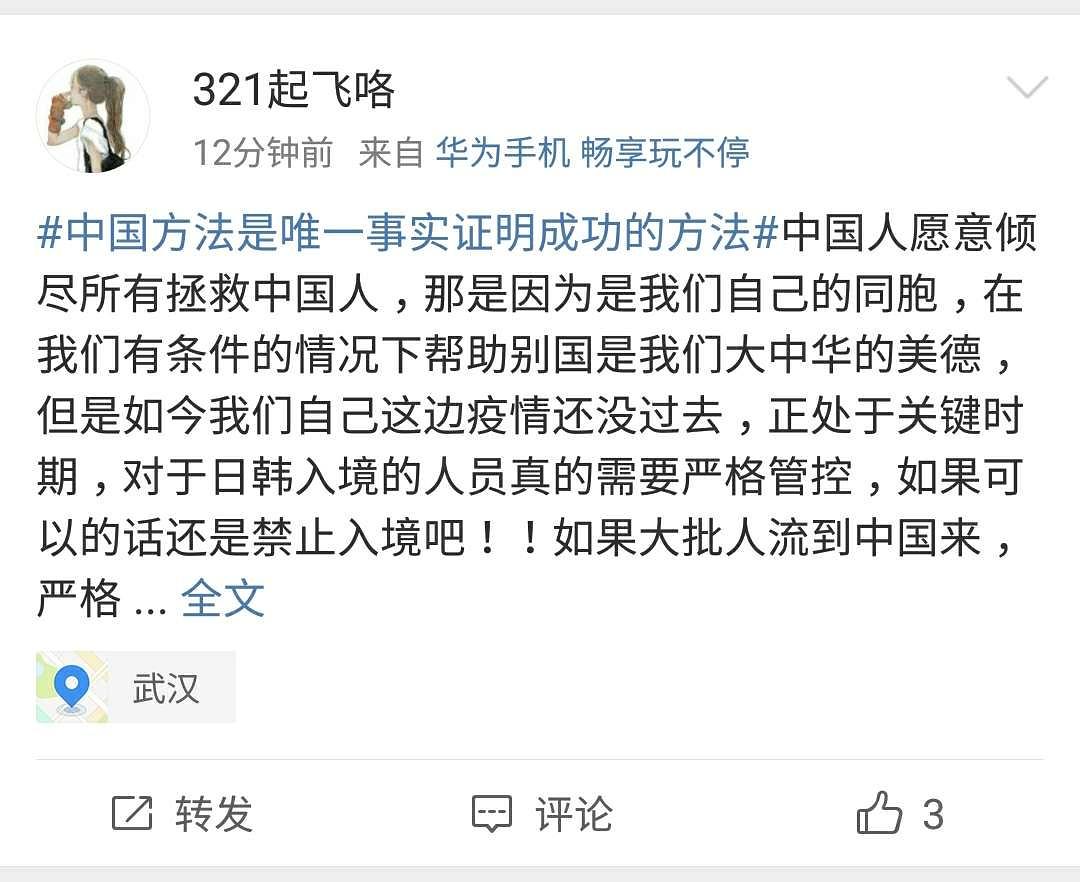 321起飞咯
12分钟前 来自 华为手机 畅享玩不停
#中国方法是唯一事实证明成功的方法#中国人愿意倾
尽所有拯救中国人，那是因为是我们自己的同胞，在
我们有条件的情况下帮助别国是我们大中华的美德，
但是如今我们自己这边疫情还没过去，正处于关键时
期，对于日韩入境的人员真的需要严格管控，如果可
以的话还是禁止入境吧！！如果大批人流到中国来，
严格 ... 全文
武汉
转发 评论 3